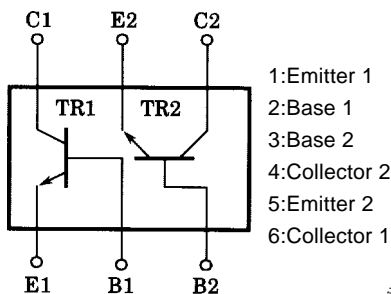 C1 E2 C2
TR1 TR2
E1 B1 B2
1:Emitter 1
2:Base 1
3:Base 2
4:Collector 2
5:Emitter 2
6:Collector 1